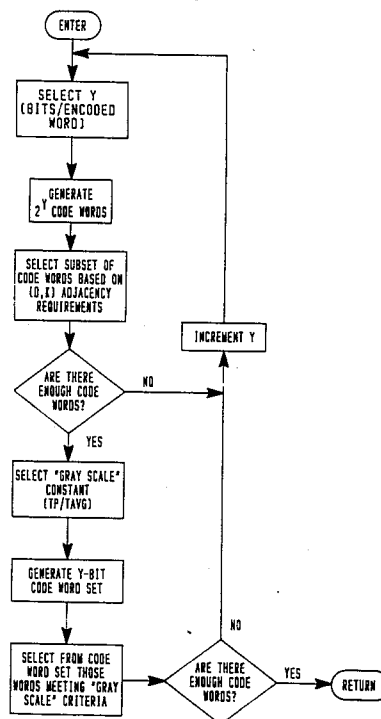 ENTER
SELECT Y
(BITS/ENCODED
WORD)
GENERATE
2^Y CODE WORDS
SELECT SUBSET OF
CODE WORDS BASED ON
(D,K) ADJACENCY
REQUIREMENTS
INCREMENT Y
ARE THERE
ENOUGH CODE
WORDS?
NO
YES
SELECT "GRAY SCALE"
CONSTANT
(TP/TAVG)
GENERATE Y-BIT
CODE WORD SET
NO
SELECT FROM CODE
WORD SET THOSE
WORDS MEETING "GRAY
SCALE" CRITERIA
ARE THERE
ENOUGH CODE
WORDS?
YES
RETURN